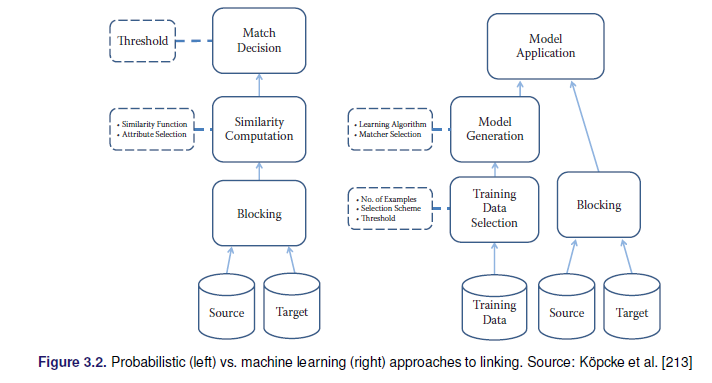 Threshold
Match
Decision
• Similarity Function
• Attribute Selection
Similarity
Computation
Blocking
Source
Target
Model
Application
• Learning Algorithm
• Matcher Selection
Model
Generation
• No. of Examples
• Selection Scheme
• Threshold
Training
Data
Selection
Blocking
Training
Data
Source
Target
Figure 3.2. Probabilistic (left) vs. machine learning (right) approaches to linking. Source: Köpcke et al. [213]